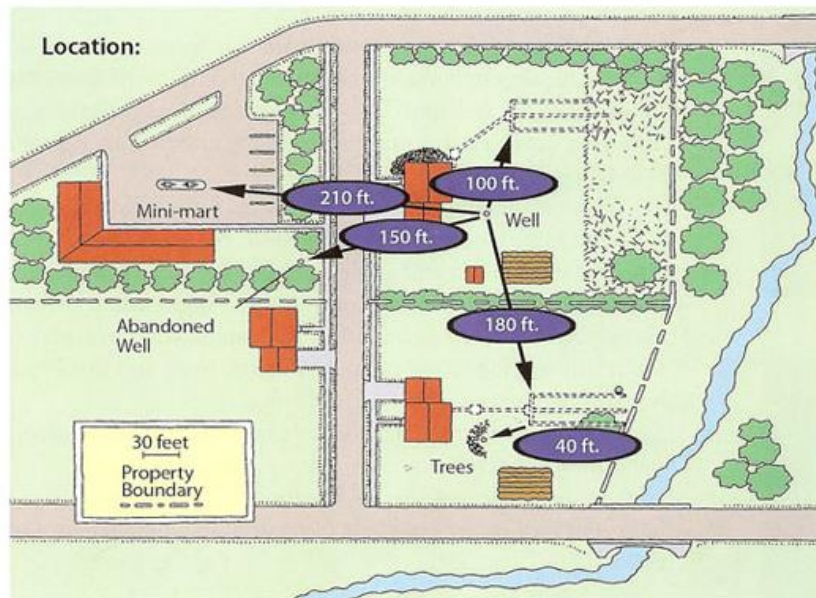 Location:
210 ft.
100 ft.
Mini-mart
Well
150 ft.
Abandoned
Well
180 ft.
30 feet
Property
Boundary
Trees
40 ft.